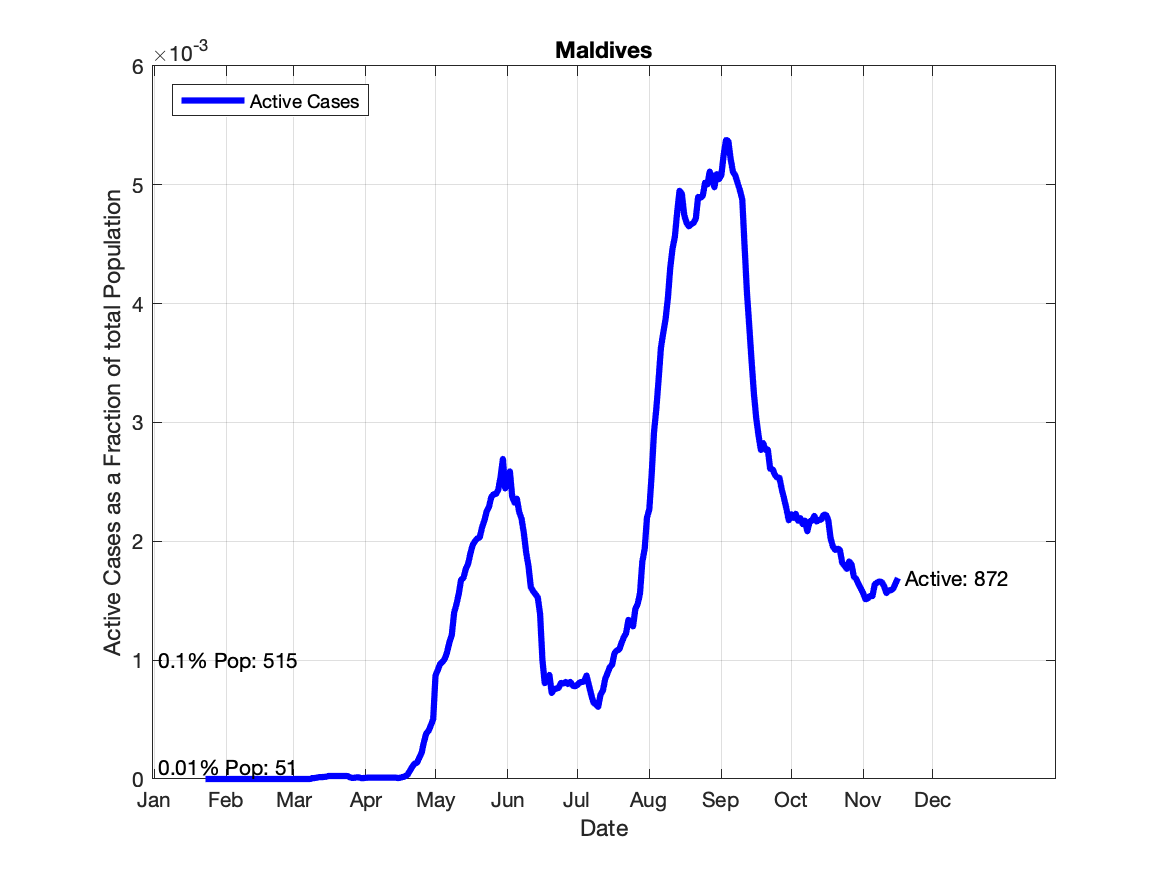 Maldives
×10-3
6
5
4
3
2
1
0
Active Cases
Active Cases as a Fraction of total Population
0.1% Pop: 515
0.01% Pop: 51
Active: 872
Jan Feb Mar Apr May Jun Jul Aug Sep Oct Nov Dec
Date